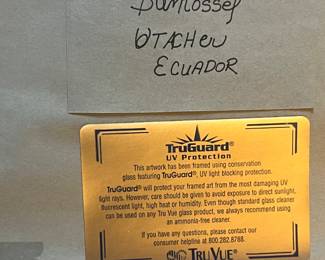 OTACHEU
ECUADOR
TruGuard®
UV Protection
This artwork has been framed using conservation
glass featuring TruGuard®, UV light blocking protection.
TruGuard® will protect your framed art from the most damaging UV
light rays. However, care should be given to avoid exposure to direct sunlight,
fluorescent light, high heat or humidity. Even though standard glass cleaner
can be used on any Tru Vue glass product, we always recommend using
an ammonia-free cleaner.
If you have any questions, please contact our
consumer helpline at 800.282.8788.
TRU VUE®